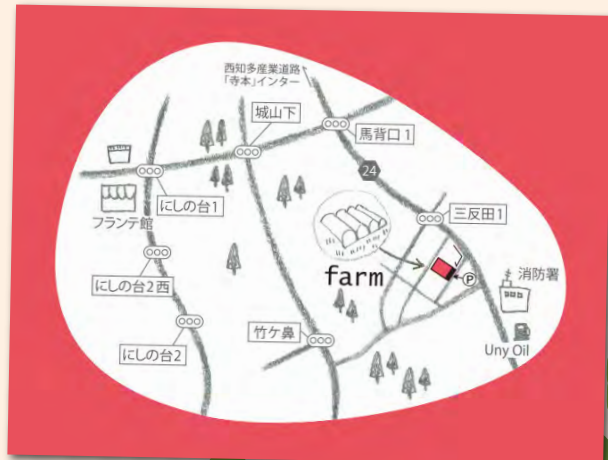 西知多産業道路
「寺本」インター
城山下
馬背口1
24
にしの台1
フランテ館
三反田1
farm
P
消防署
にしの台2西
にしの台2
竹ケ鼻
Uny Oil